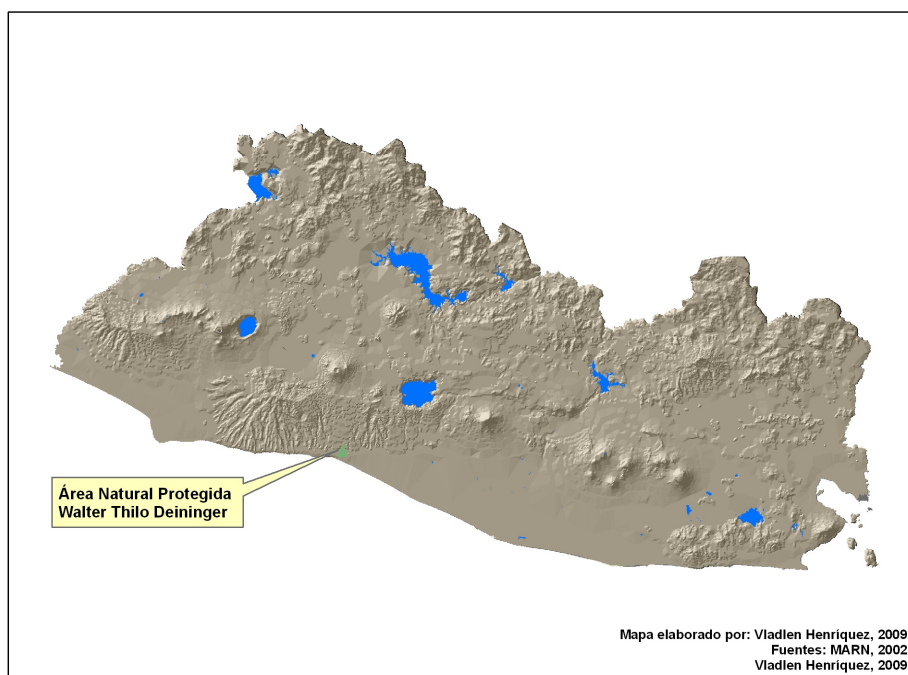 Área Natural Protegida
Walter Thilo Deininger
Mapa elaborado por: Vladlen Henríquez, 2009
Fuentes: MARN, 2002
Vladlen Henríquez, 2009